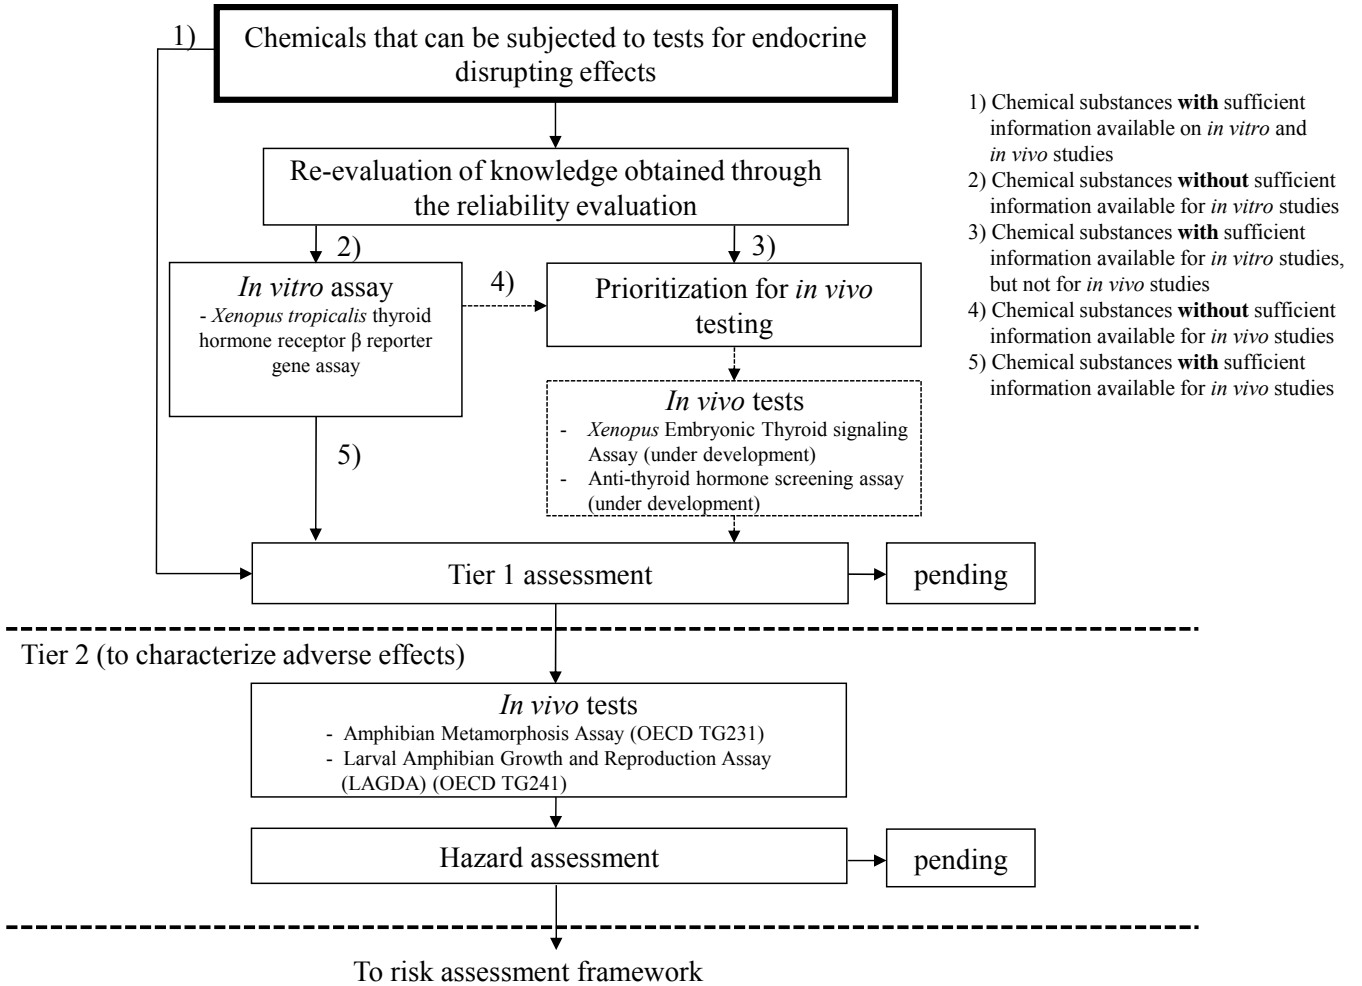 1)
Chemicals that can be subjected to tests for endocrine
disrupting effects
Re-evaluation of knowledge obtained through
the reliability evaluation
2)
3)
In vitro assay
- Xenopus tropicalis thyroid
hormone receptor β reporter
gene assay
4)
Prioritization for in vivo
testing
In vivo tests
- Xenopus Embryonic Thyroid signaling
Assay (under development)
- Anti-thyroid hormone screening assay
(under development)
5)
Tier 1 assessment
pending
1) Chemical substances with sufficient
information available on in vitro and
in vivo studies
2) Chemical substances without sufficient
information available for in vitro studies
3) Chemical substances with sufficient
information available for in vitro studies,
but not for in vivo studies
4) Chemical substances without sufficient
information available for in vivo studies
5) Chemical substances with sufficient
information available for in vivo studies
Tier 2 (to characterize adverse effects)
In vivo tests
- Amphibian Metamorphosis Assay (OECD TG231)
- Larval Amphibian Growth and Reproduction Assay
(LAGDA) (OECD TG241)
Hazard assessment
pending
To risk assessment framework